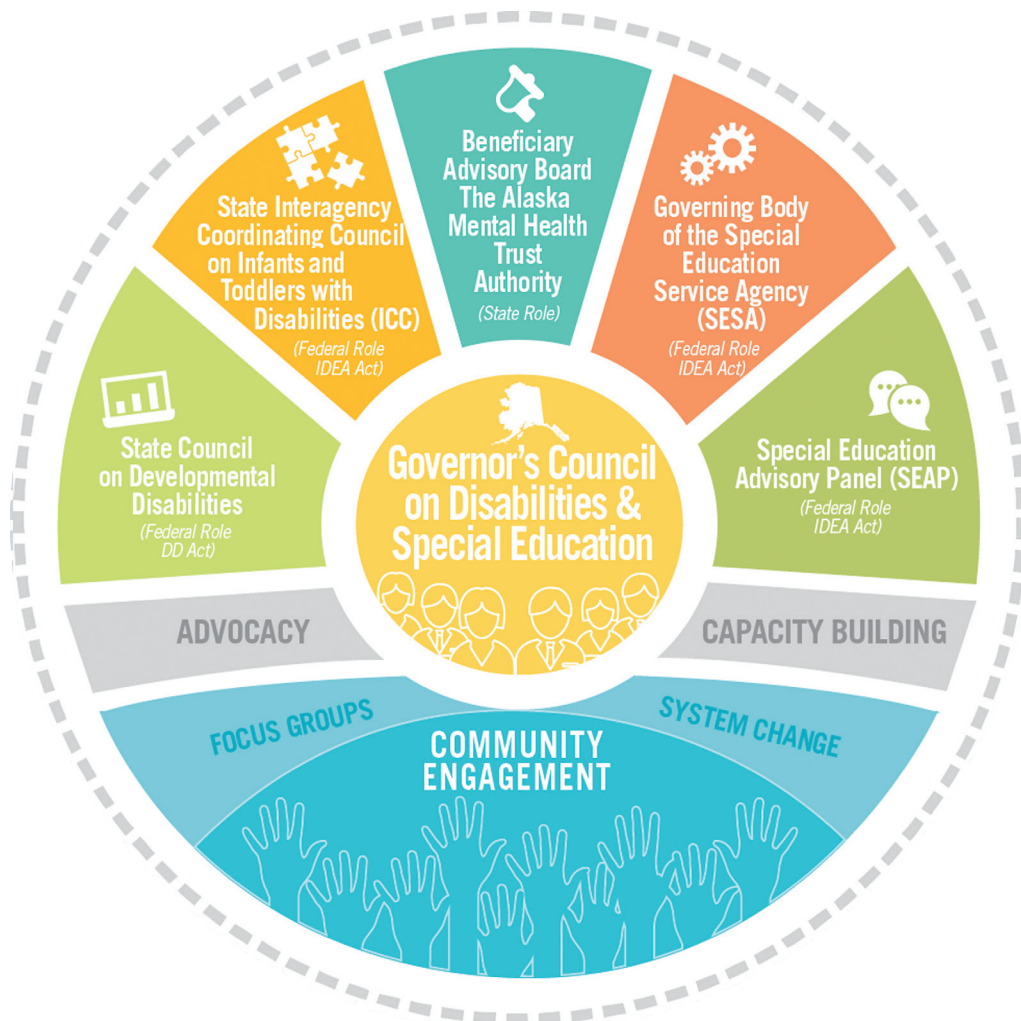 State Council
on Developmental
Disabilities
(Federal Role
DD Act)
State Interagency
Coordinating Council
on Infants and
Toddlers with
Disabilities (ICC)
(Federal Role
IDEA Act)
Beneficiary
Advisory Board
The Alaska
Mental Health
Trust
Authority
(State Role)
Governing Body
of the Special
Education
Service Agency
(SESA)
(Federal Role
IDEA Act)
Special Education
Advisory Panel (SEAP)
(Federal Role
IDEA Act)
Governor's Council
on Disabilities &
Special Education
ADVOCACY
CAPACITY BUILDING
FOCUS GROUPS
SYSTEM CHANGE
COMMUNITY
ENGAGEMENT